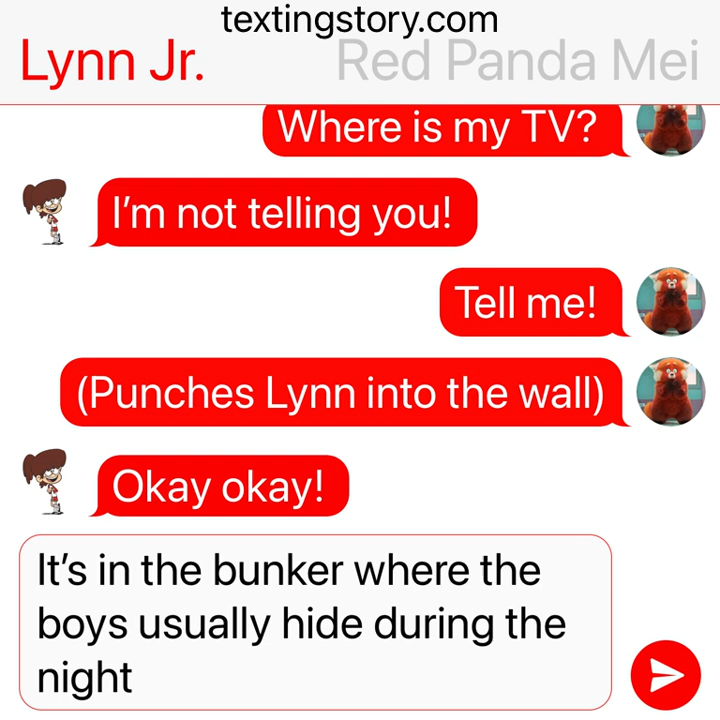 textingstory.com
Lynn Jr. Red Panda Mei
Where is my TV?
I'm not telling you!
Tell me!
(Punches Lynn into the wall)
Okay okay!
It's in the bunker where the
boys usually hide during the
night